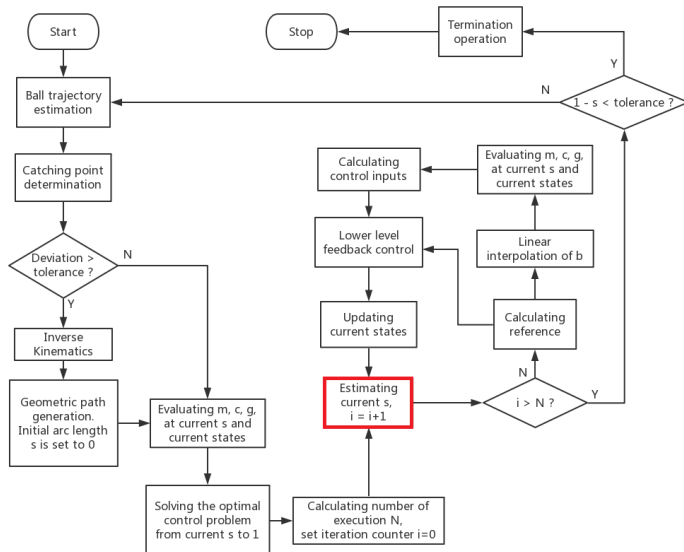 Start
Stop
Termination
operation
Y
N
1 - s < tolerance ?
Ball trajectory
estimation
Catching point
determination
Calculating
control inputs
Evaluating m, c, g,
at current s and
current states
Deviation >
tolerance ?
N
Y
Lower level
feedback control
Linear
interpolation of b
Inverse
Kinematics
Updating
current states
Calculating
reference
Geometric path
generation.
Initial arc length
s is set to 0
Evaluating m, c, g,
at current s and
current states
Estimating
current s,
i = i+1
N
i > N ?
Y
Solving the optimal
control problem
from current s to 1
Calculating number of
execution N,
set iteration counter i=0